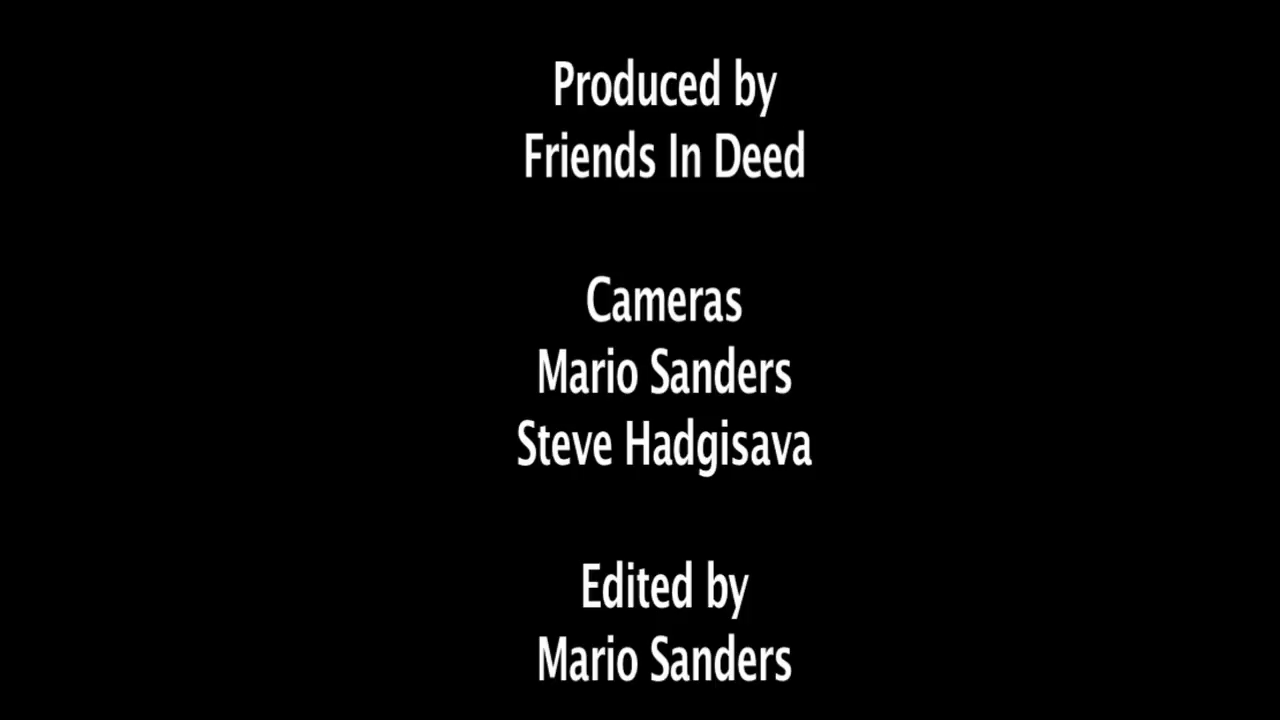 Produced by
Friends In Deed
Cameras
Mario Sanders
Steve Hadgisava
Edited by
Mario Sanders